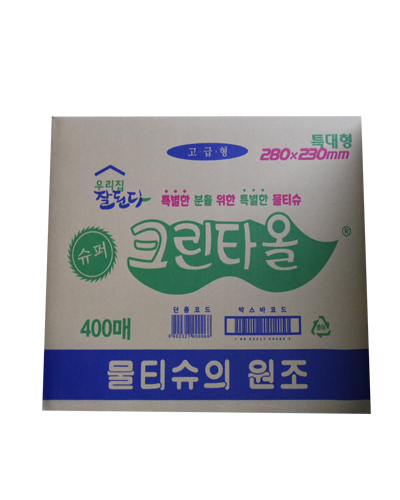 고·급·형
특대형
280×230mm
우리집
잘된다
특별한 분을 위한 특별한 물티슈
슈퍼
크린타올
®
400매
단품코드
박스바코드
물티슈의 원조